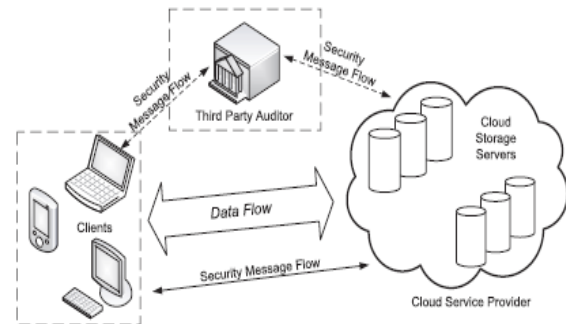 Security
Message Flow
Third Party Auditor
Security
Message Flow
Cloud
Storage
Servers
Clients
Data Flow
Security Message Flow
Cloud Service Provider